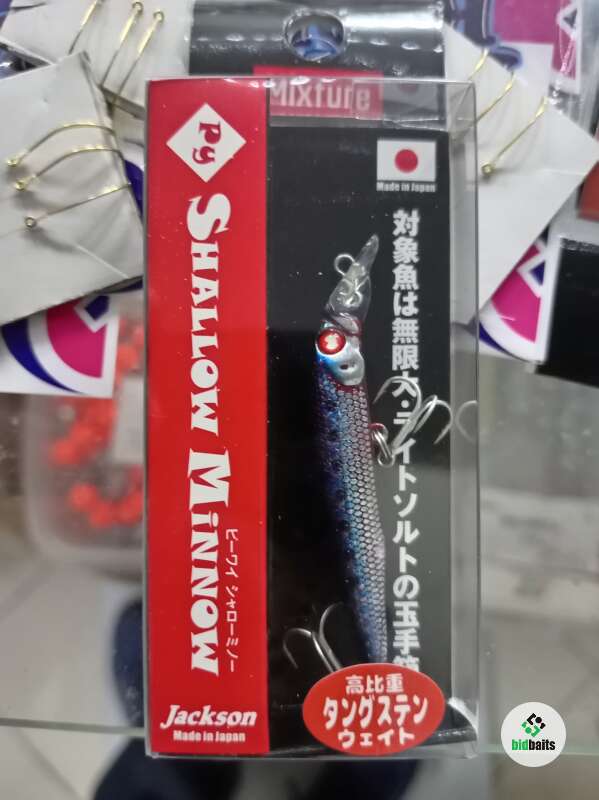 Mixture
Py
SHALLOW MINNOW
ピーワイ シャローミノー
Jackson
Made in Japan
Made in Japan
対象魚は無限大・ライトソルトの玉手箱
高比重
タングステン
ウェイト
bidbaits